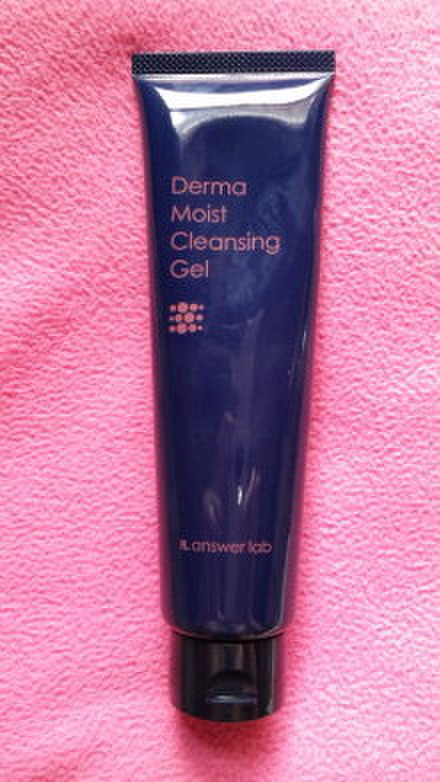 Derma
Moist
Cleansing
Gel
answer lab